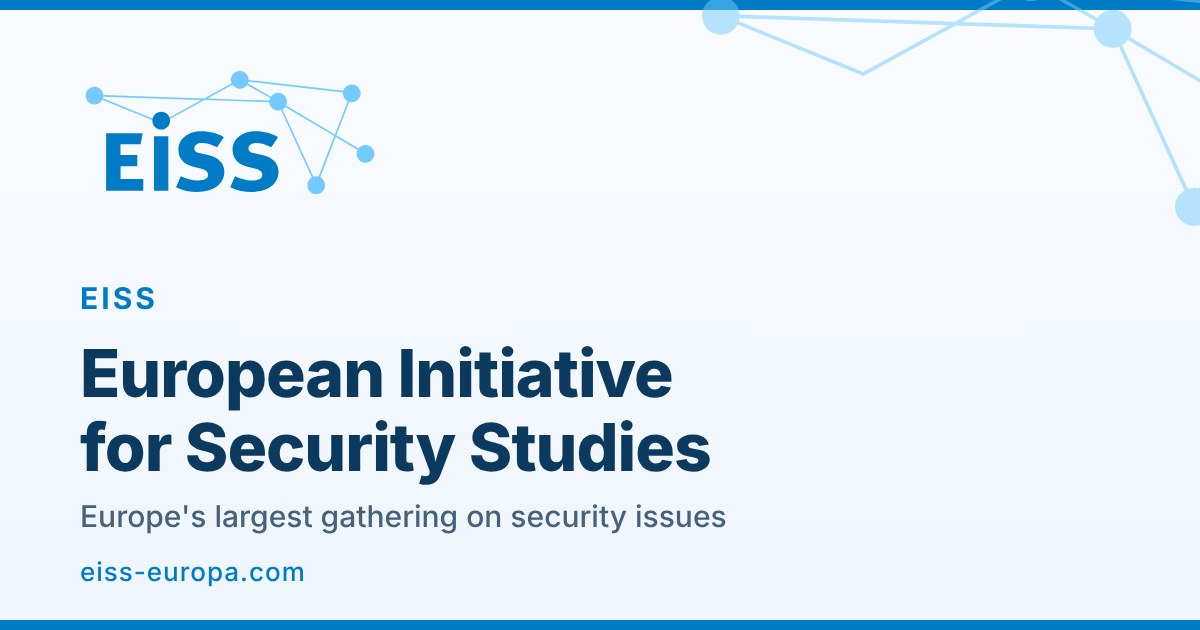 EiSS
EISS
European Initiative
for Security Studies
Europe's largest gathering on security issues
eiss-europa.com